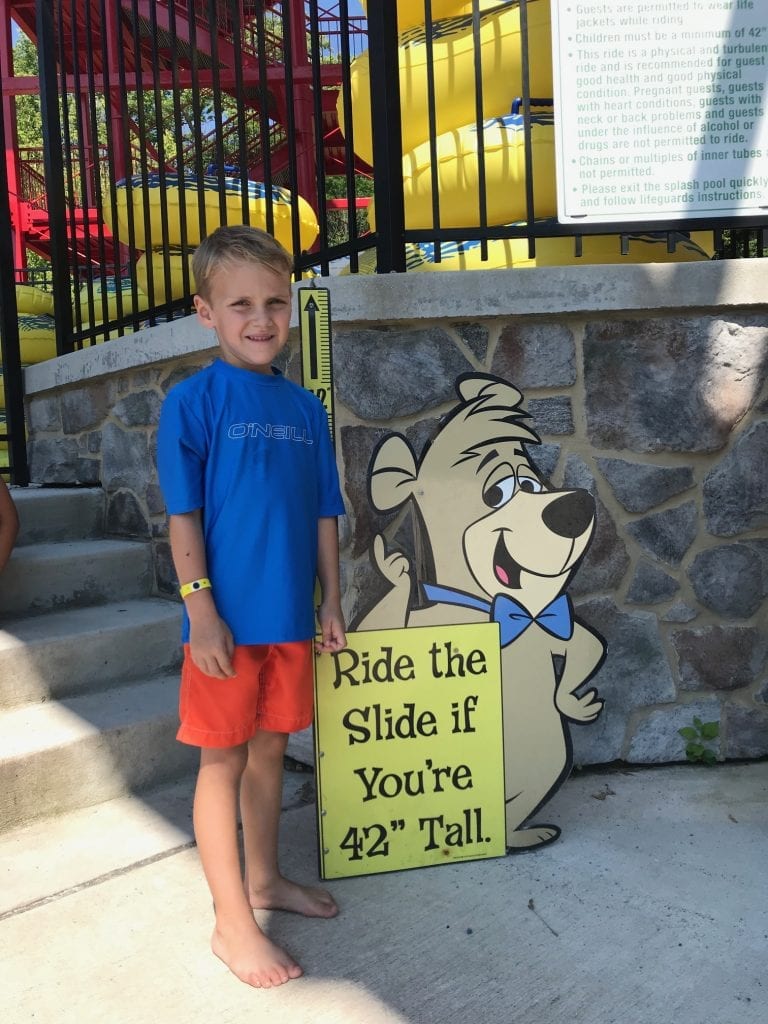 • Guests are permitted to wear life
jackets while riding
• Children must be a minimum of 42"
• This ride is a physical and turbulent
ride and is recommended for guest
good health and good physical
condition. Pregnant guests, guests
with heart conditions, guests with
neck or back problems and guests
under the influence of alcohol or
drugs are not permitted to ride.
• Chains or multiples of inner tubes
not permitted.
• Please exit the splash pool quickly
and follow lifeguards instructions.
O'NEILL
Ride the
Slide if
You're
42" Tall.